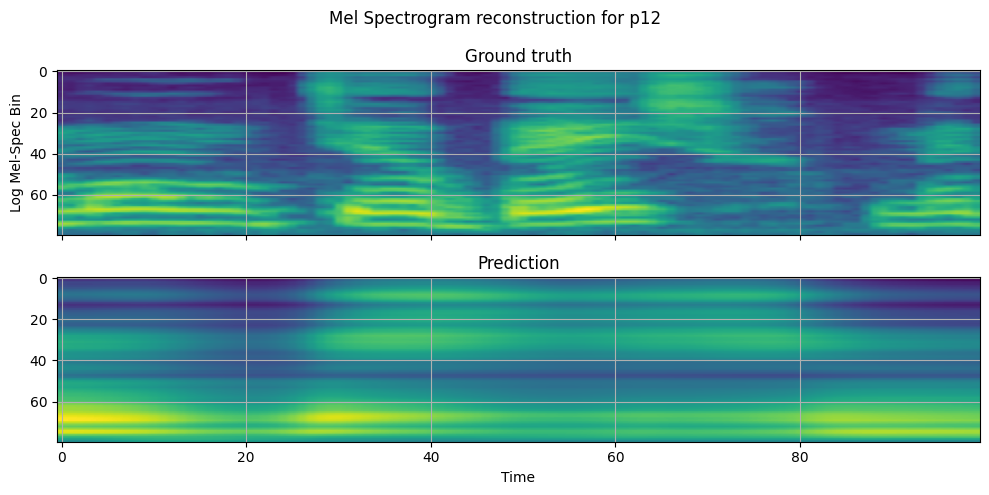 Mel Spectrogram reconstruction for p12
Ground truth
0
20
40
60
Log Mel-Spec Bin
Prediction
0
20
40
60
0 20 40 60 80
Time